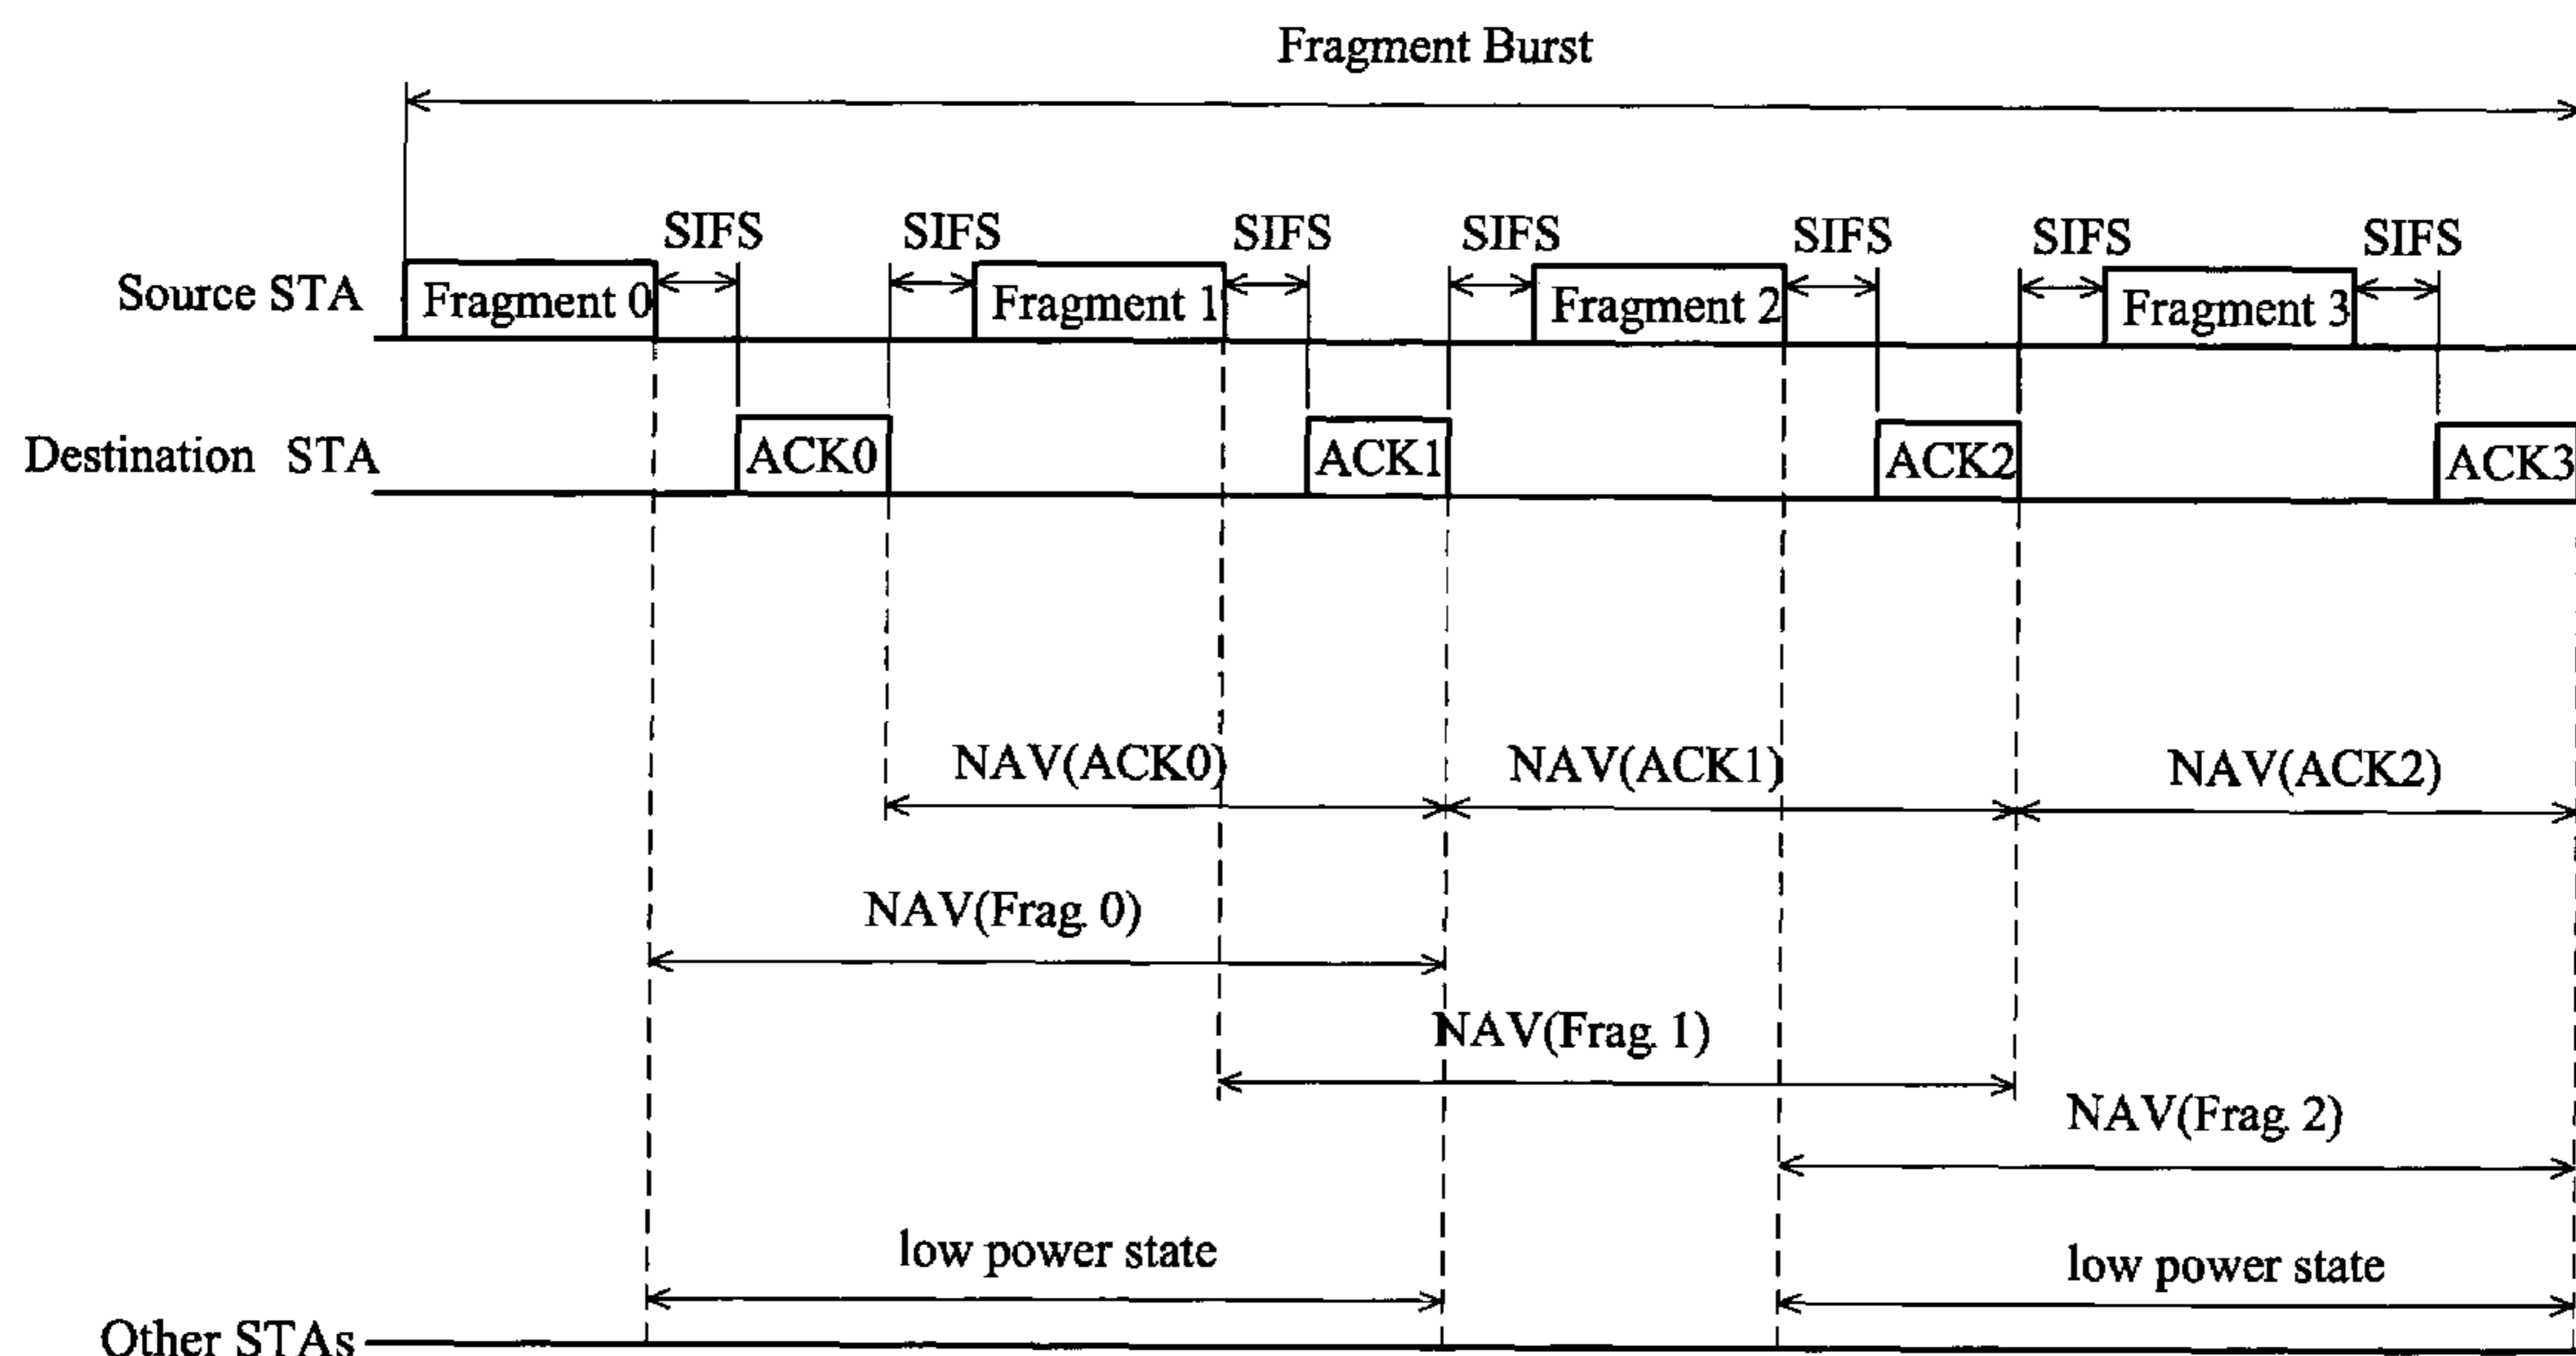 Fragment Burst
SIFS SIFS SIFS SIFS SIFS SIFS SIFS
Source STA Fragment 0 Fragment 1 Fragment 2 Fragment 3
Destination STA ACK0 ACK1 ACK2 ACK3
NAV(ACK0) NAV(ACK1) NAV(ACK2)
NAV(Frag. 0)
NAV(Frag. 1)
NAV(Frag. 2)
low power state low power state
Other STAs